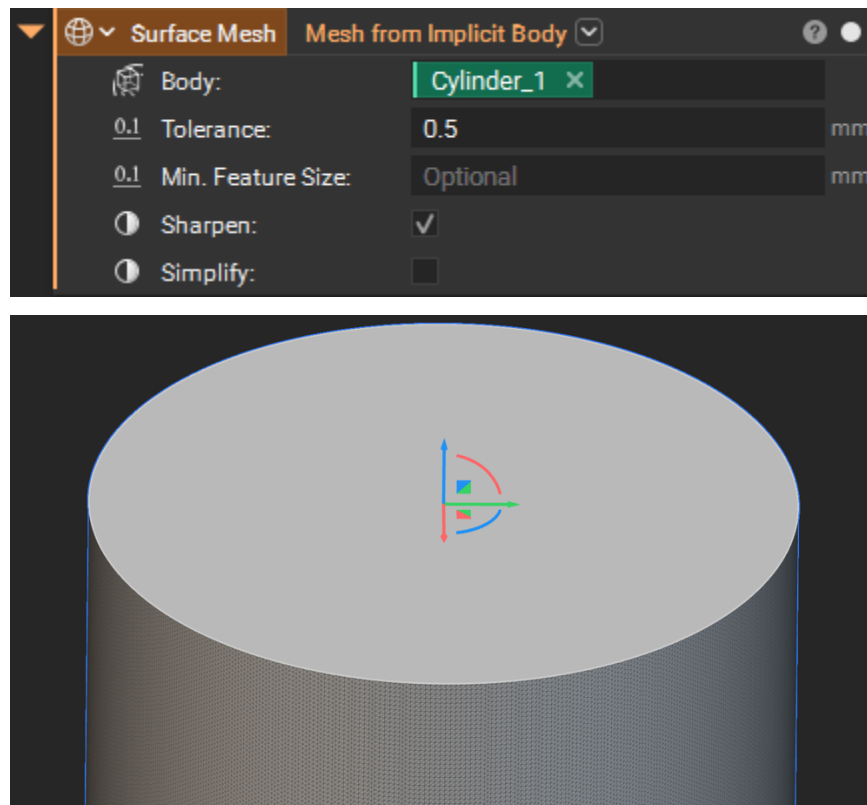 Surface Mesh Mesh from Implicit Body ?
Body: Cylinder_1 ×
0.1 Tolerance: 0.5 mm
0.1 Min. Feature Size: Optional mm
Sharpen:
Simplify: